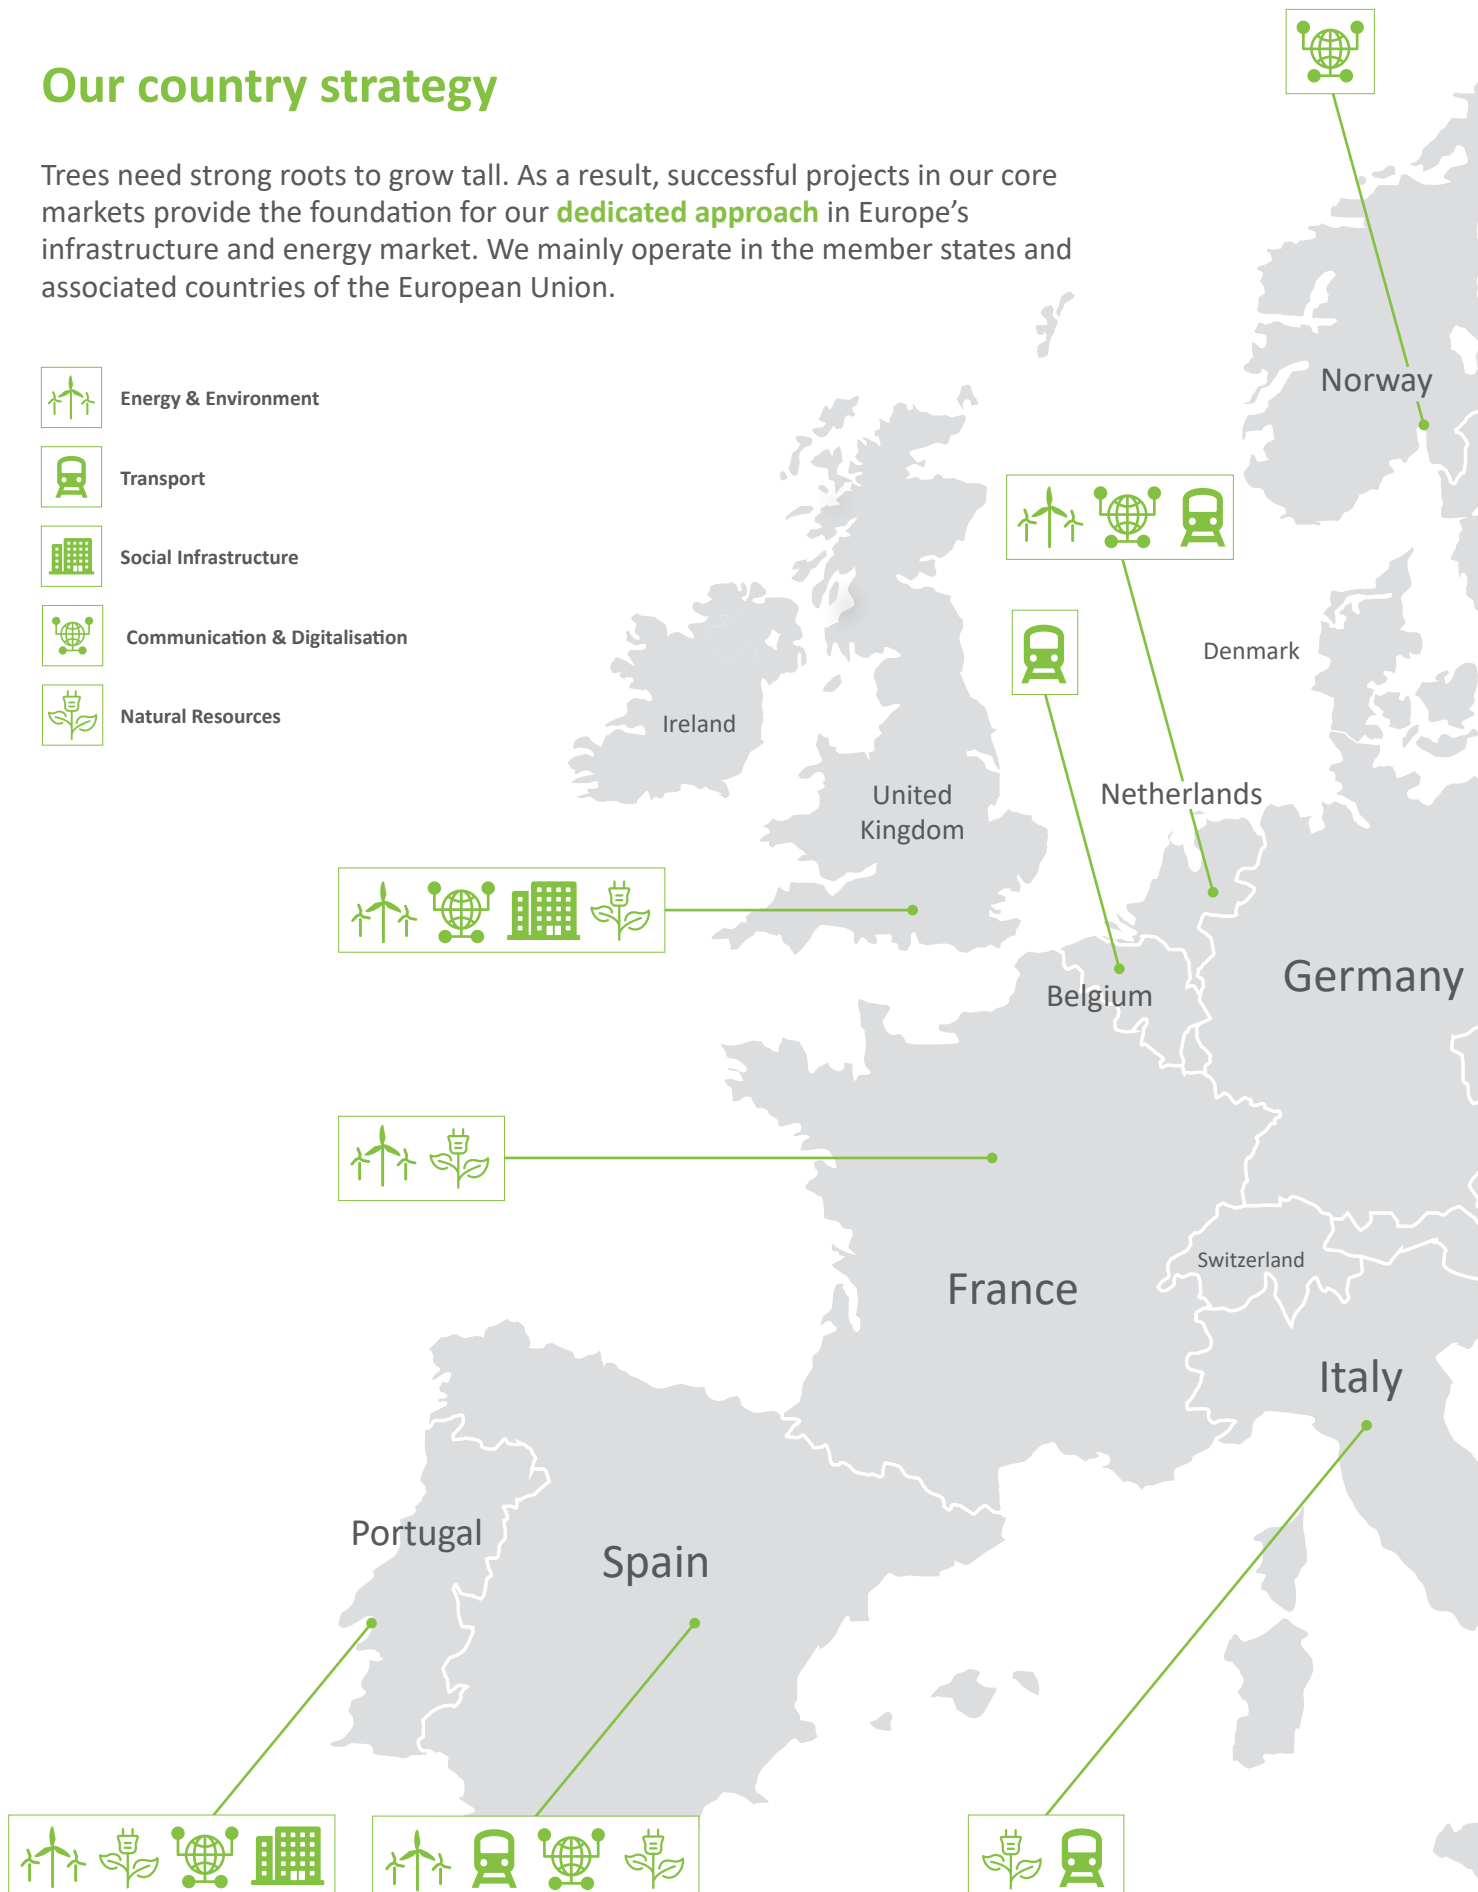 Our country strategy
Trees need strong roots to grow tall. As a result, successful projects in our core
markets provide the foundation for our dedicated approach in Europe's
infrastructure and energy market. We mainly operate in the member states and
associated countries of the European Union.
Energy & Environment
Transport
Social Infrastructure
Communication & Digitalisation
Natural Resources
Norway
Denmark
Ireland
United
Kingdom
Netherlands
Germany
Belgium
Switzerland
France
Italy
Portugal
Spain